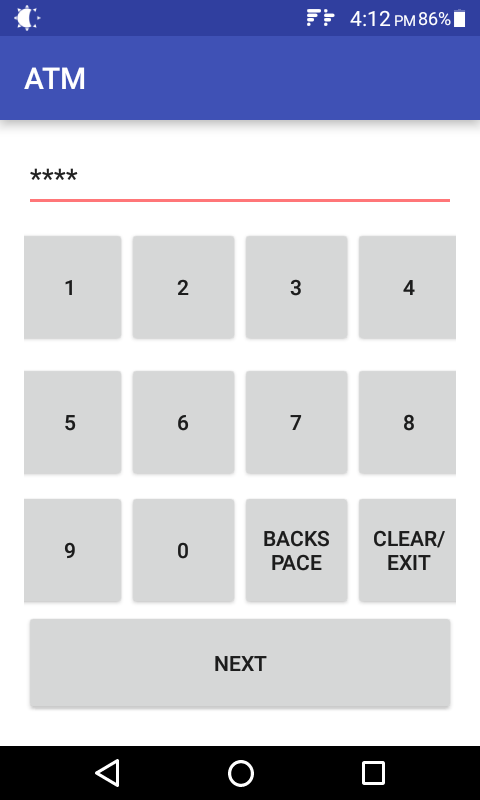 4:12 PM 86%
ATM
****
1 2 3 4
5 6 7 8
9 0 BACKS CLEAR/
PACE EXIT
NEXT